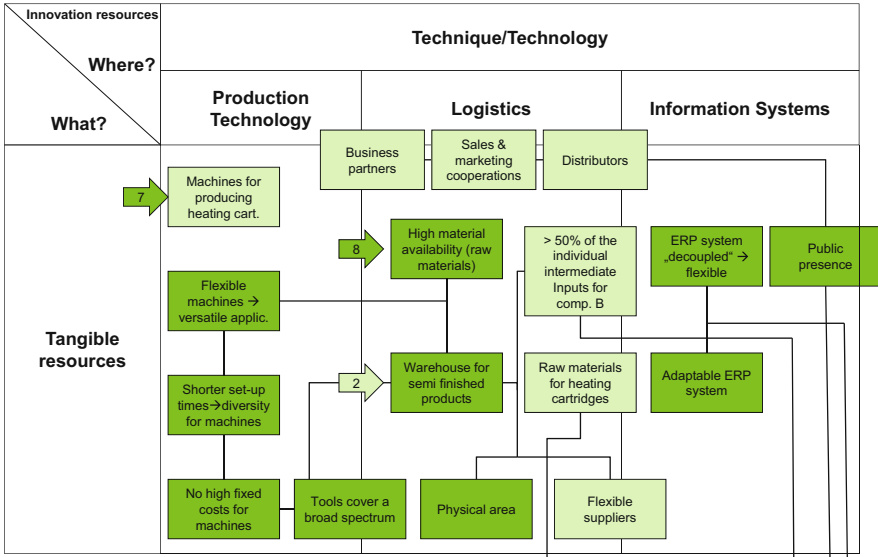 Innovation resources
Where?
What?
Technique/Technology
Production
Technology
Logistics
Information Systems
Tangible
resources
Business
partners
Sales &
marketing
cooperations
Distributors
7
Machines for
producing
heating cart.
8
High material
availability (raw
materials)
> 50% of the
individual
intermediate
Inputs for
comp. B
ERP system
„decoupled“ →
flexible
Public
presence
Flexible
machines →
versatile applic.
Shorter set-up
times→diversity
for machines
2
Warehouse for
semi finished
products
Raw materials
for heating
cartridges
Adaptable ERP
system
No high fixed
costs for
machines
Tools cover a
broad spectrum
Physical area
Flexible
suppliers